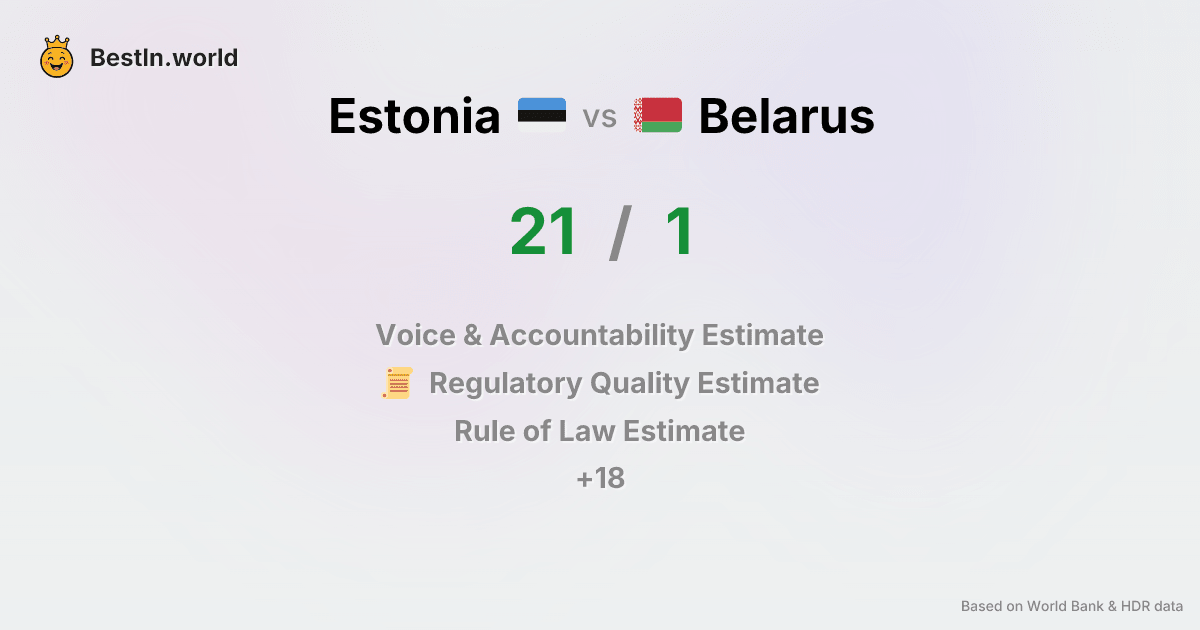 BestIn.world
Estonia vs Belarus
21 / 1
Voice & Accountability Estimate
Regulatory Quality Estimate
Rule of Law Estimate
+18
Based on World Bank & HDR data